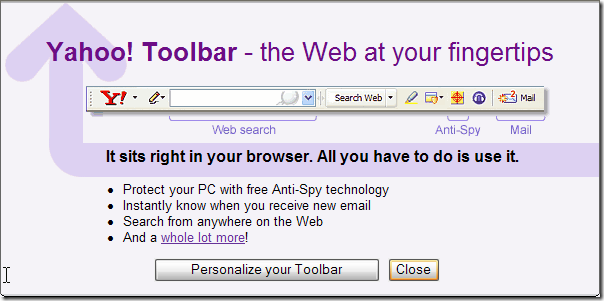 Yahoo! Toolbar - the Web at your fingertips
Y! Search Web Mail
Web search Anti-Spy Mail
It sits right in your browser. All you have to do is use it.
Protect your PC with free Anti-Spy technology
Instantly know when you receive new email
Search from anywhere on the Web
And a whole lot more!
Personalize your Toolbar Close